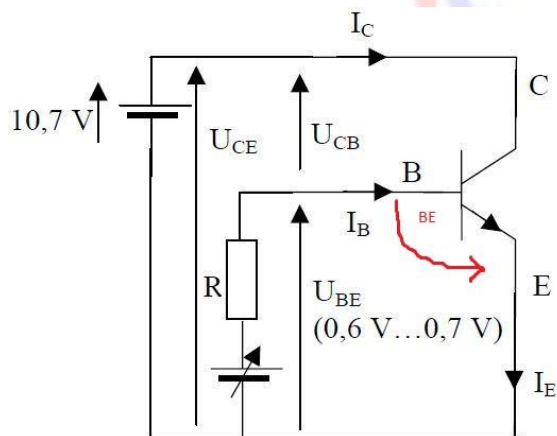 I_C
C
10,7 V
U_CE
U_CB
B
I_B
BE
R
U_BE
(0,6 V…0,7 V)
E
I_E